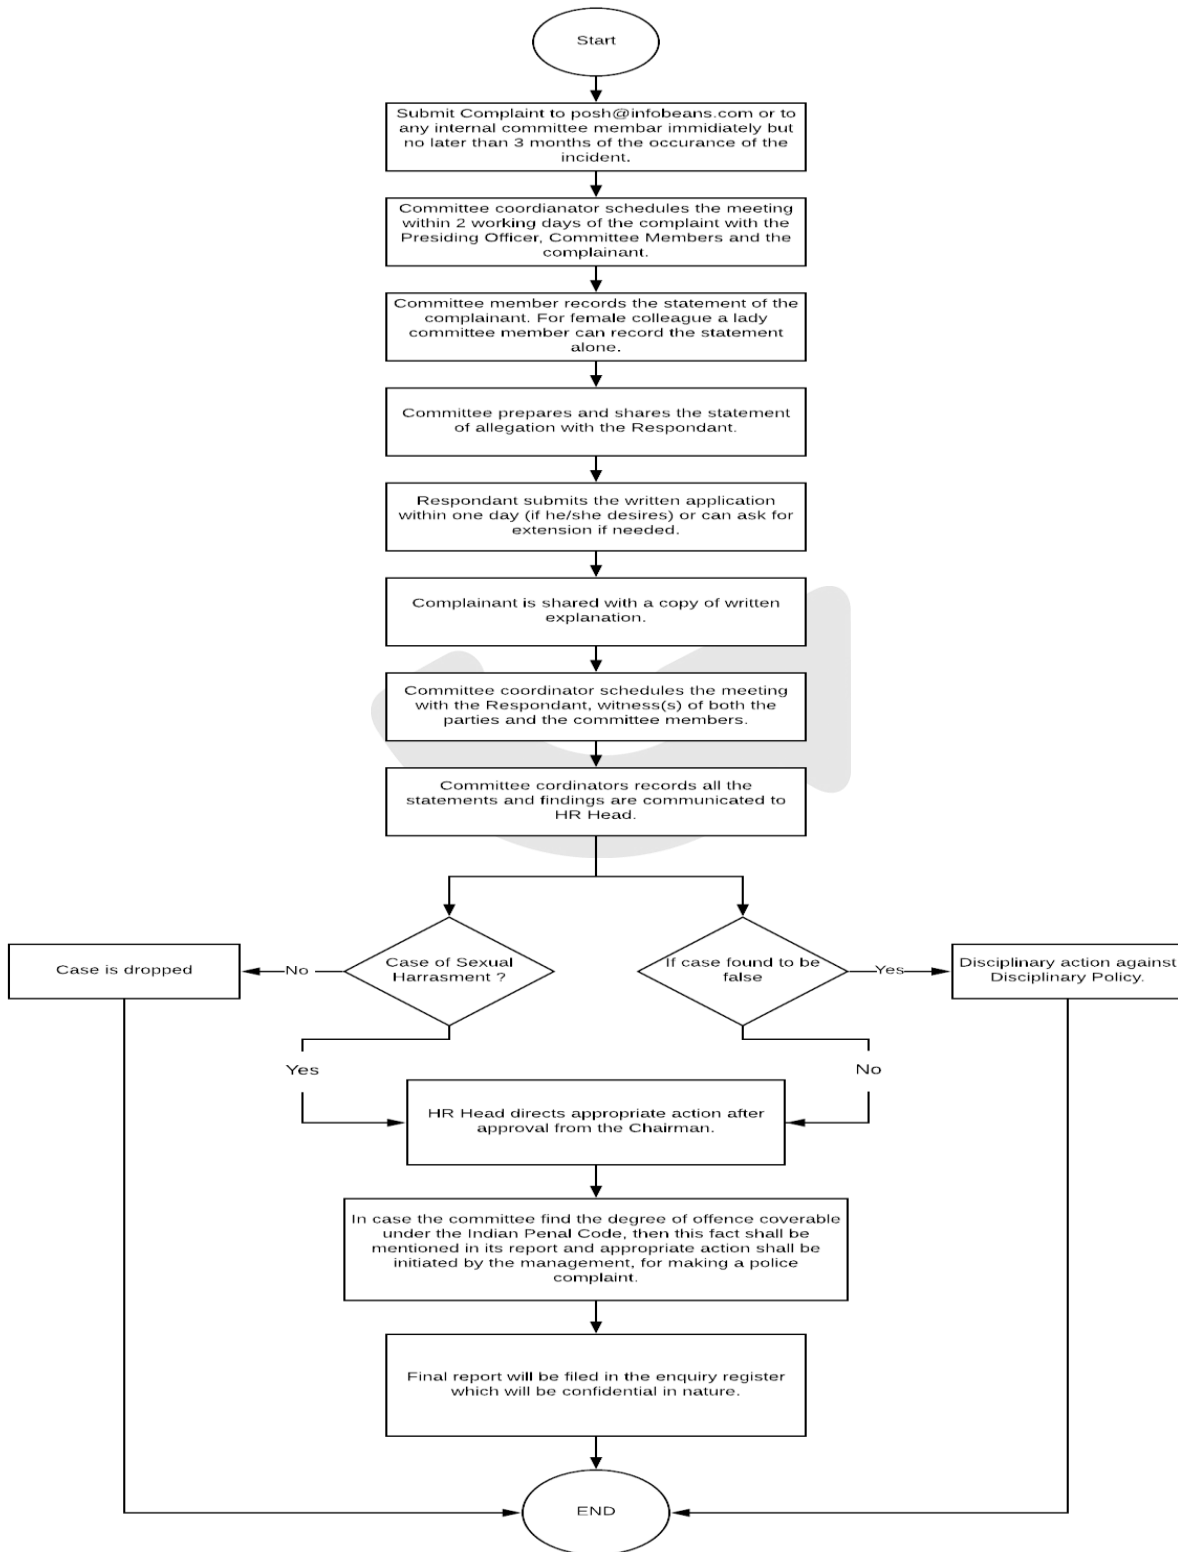 Start
Submit Complaint to posh@infobeans.com or to
any internal committee membar immidiately but
no later than 3 months of the occurance of the
incident.
Committee coordianator schedules the meeting
within 2 working days of the complaint with the
Presiding Officer, Committee Members and the
complainant.
Committee member records the statement of the
complainant. For female colleague a lady
committee member can record the statement
alone.
Committee prepares and shares the statement
of allegation with the Respondant.
Respondant submits the written application
within one day (if he/she desires) or can ask for
extension if needed.
Complainant is shared with a copy of written
explanation.
Committee coordinator schedules the meeting
with the Respondant, witness(s) of both the
parties and the committee members.
Committee cordinators records all the
statements and findings are communicated to
HR Head.
Case is dropped
No
Case of Sexual
Harrasment ?
If case found to be
false
Yes
Disciplinary action against
Disciplinary Policy.
Yes
No
HR Head directs appropriate action after
approval from the Chairman.
In case the committee find the degree of offence coverable
under the Indian Penal Code, then this fact shall be
mentioned in its report and appropriate action shall be
initiated by the management, for making a police
complaint.
Final report will be filed in the enquiry register
which will be confidential in nature.
END